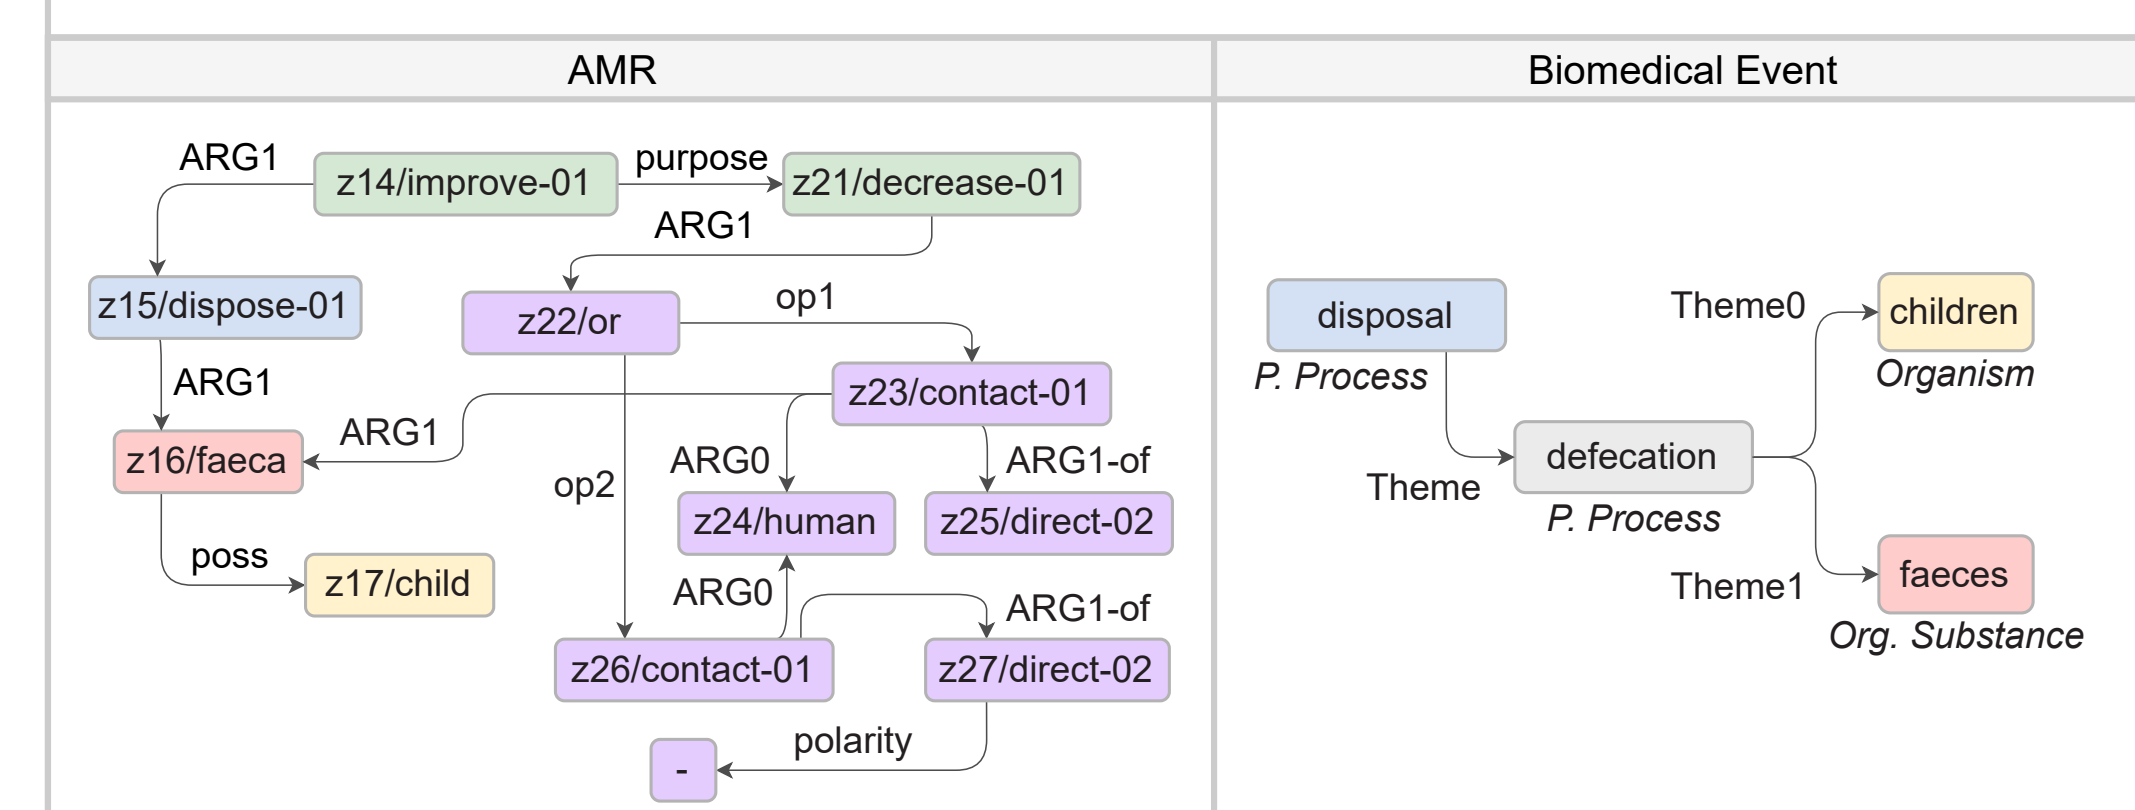 AMR
Biomedical Event
ARG1
z14/improve-01
purpose
z21/decrease-01
ARG1
z15/dispose-01
z22/or
op1
ARG1
z23/contact-01
ARG1
z16/faeca
op2
ARG0
ARG1-of
z24/human
z25/direct-02
poss
z17/child
ARG0
ARG1-of
z26/contact-01
z27/direct-02
polarity
-
disposal
P. Process
Theme
defecation
P. Process
Theme0
children
Organism
Theme1
faeces
Org. Substance